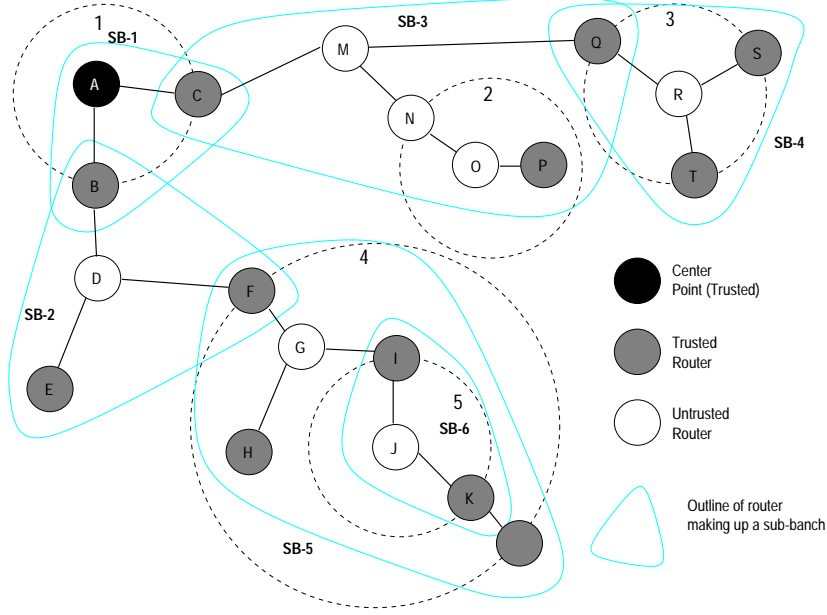 1
SB-1
A
C
B
SB-3
M
N
2
O
P
Q
3
S
R
T
SB-4
D
SB-2
E
F
4
G
I
H
5
SB-6
J
K
SB-5
Center
Point (Trusted)
Trusted
Router
Untrusted
Router
Outline of router
making up a sub-banch